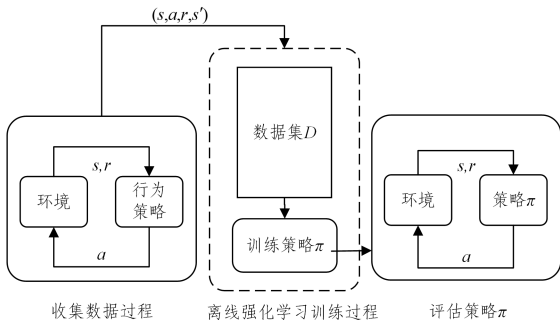 (s,a,r,s′)
数据集D
s,r
环境
行为
策略
a
训练策略π
s,r
环境
策略π
a
收集数据过程
离线强化学习训练过程
评估策略π